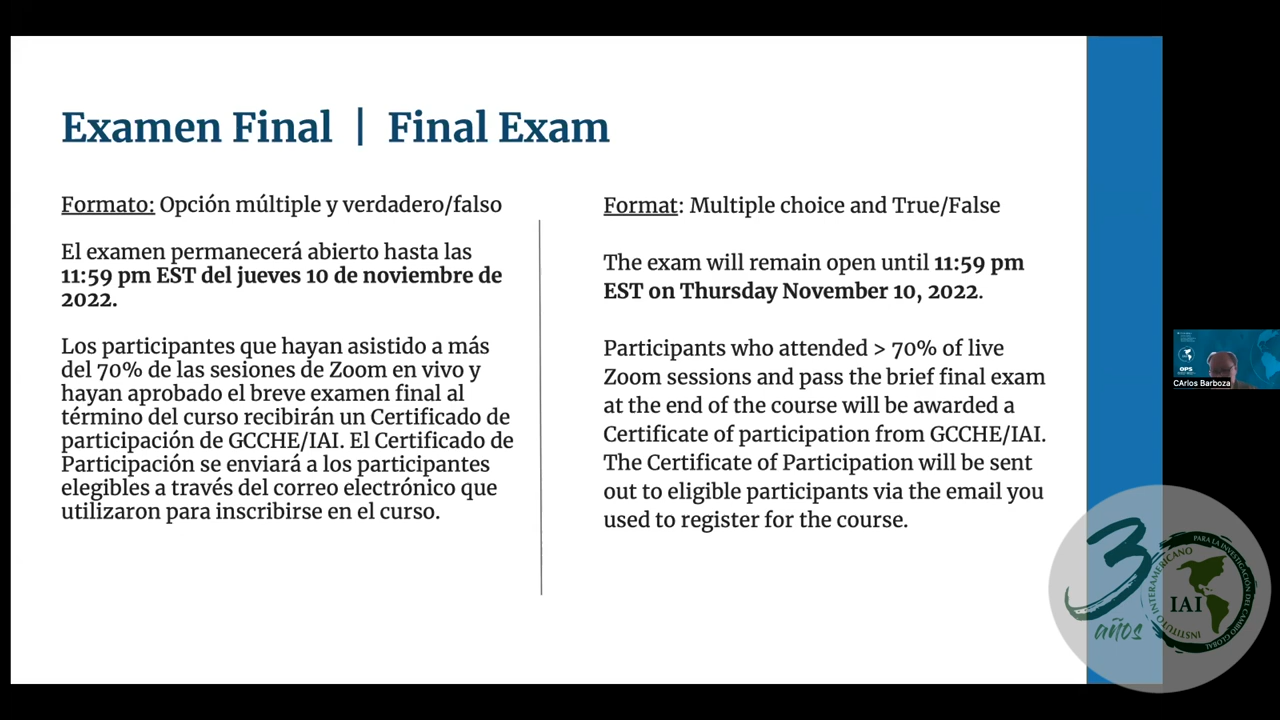 Examen Final | Final Exam
Formato: Opción múltiple y verdadero/falso
El examen permanecerá abierto hasta las
11:59 pm EST del jueves 10 de noviembre de
2022.
Los participantes que hayan asistido a más
del 70% de las sesiones de Zoom en vivo y
hayan aprobado el breve examen final al
término del curso recibirán un Certificado de
participación de GCCHE/IAI. El Certificado de
Participación se enviará a los participantes
elegibles a través del correo electrónico que
utilizaron para inscribirse en el curso.
Format: Multiple choice and True/False
The exam will remain open until 11:59 pm
EST on Thursday November 10, 2022.
Participants who attended > 70% of live
Zoom sessions and pass the brief final exam
at the end of the course will be awarded a
Certificate of participation from GCCHE/IAI.
The Certificate of Participation will be sent
out to eligible participants via the email you
used to register for the course.
OPS
CArlos Barboza
3
años
INSTITUTO INTERAMERICANO
PARA LA INVESTIGACIÓN DEL CAMBIO GLOBAL
IAI